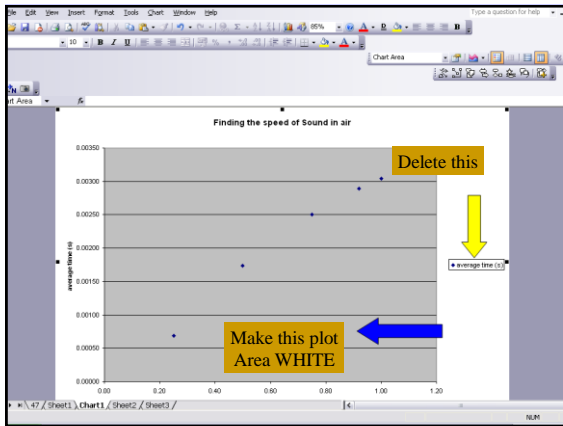 File Edit View Insert Format Tools Chart Window Help
Type a question for help
85%
10 B I U
Chart Area
Area fx
Finding the speed of Sound in air
0.00350
Delete this
0.00300
0.00250
0.00200
average time (s)
average time (s)
0.00150
0.00100
Make this plot
Area WHITE
0.00050
0.00000
0.00 0.20 0.40 0.60 0.80 1.00 1.20
47 / Sheet1 \ Chart1 / Sheet2 / Sheet3 /
NUM